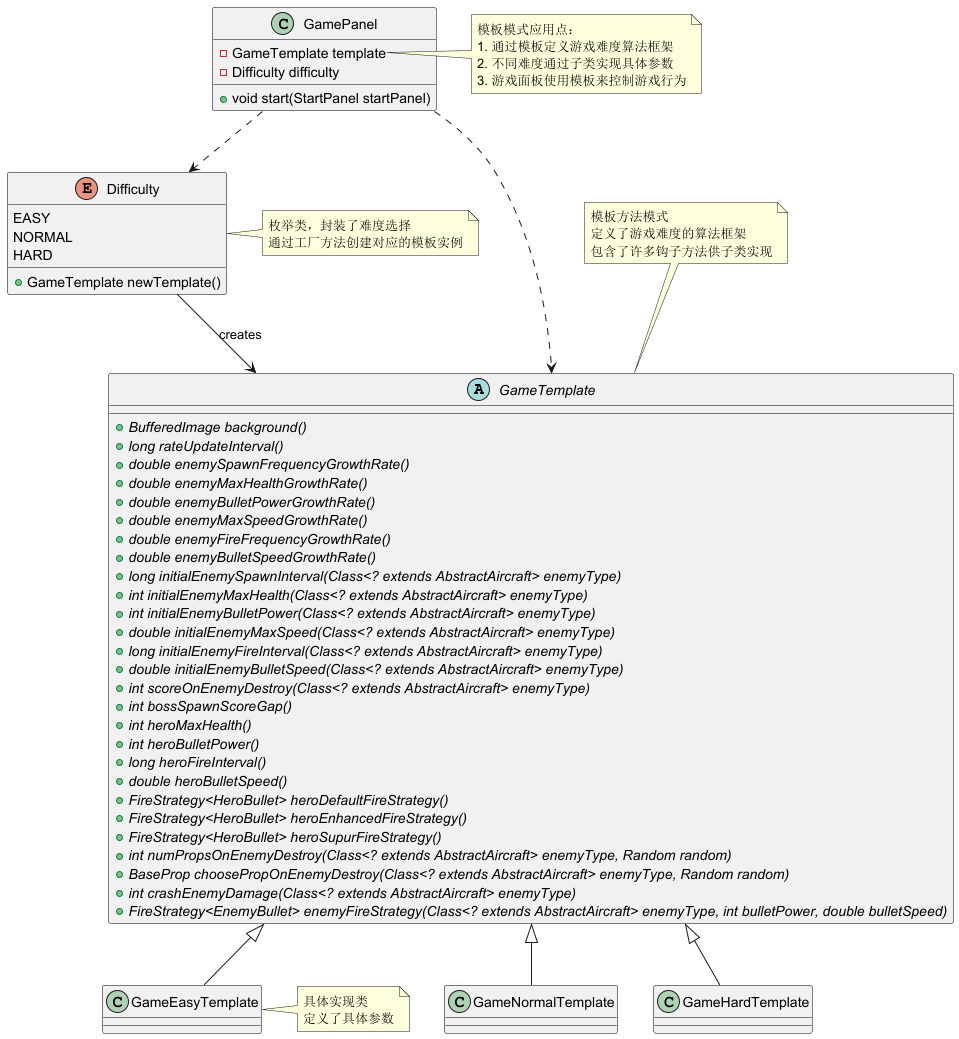 C GamePanel
GameTemplate template
Difficulty difficulty
void start(StartPanel startPanel)
模板模式应用点：
1. 通过模板定义游戏难度算法框架
2. 不同难度通过子类实现具体参数
3. 游戏面板使用模板来控制游戏行为
E Difficulty
EASY
NORMAL
HARD
GameTemplate newTemplate()
枚举类，封装了难度选择
通过工厂方法创建对应的模板实例
模板方法模式
定义了游戏难度的算法框架
包含了许多钩子方法供子类实现
creates
A GameTemplate
BufferedImage background()
long rateUpdateInterval()
double enemySpawnFrequencyGrowthRate()
double enemyMaxHealthGrowthRate()
double enemyBulletPowerGrowthRate()
double enemyMaxSpeedGrowthRate()
double enemyFireFrequencyGrowthRate()
double enemyBulletSpeedGrowthRate()
long initialEnemySpawnInterval(Class<? extends AbstractAircraft> enemyType)
int initialEnemyMaxHealth(Class<? extends AbstractAircraft> enemyType)
int initialEnemyBulletPower(Class<? extends AbstractAircraft> enemyType)
double initialEnemyMaxSpeed(Class<? extends AbstractAircraft> enemyType)
long initialEnemyFireInterval(Class<? extends AbstractAircraft> enemyType)
double initialEnemyBulletSpeed(Class<? extends AbstractAircraft> enemyType)
int scoreOnEnemyDestroy(Class<? extends AbstractAircraft> enemyType)
int bossSpawnScoreGap()
int heroMaxHealth()
int heroBulletPower()
long heroFireInterval()
double heroBulletSpeed()
FireStrategy<HeroBullet> heroDefaultFireStrategy()
FireStrategy<HeroBullet> heroEnhancedFireStrategy()
FireStrategy<HeroBullet> heroSupurFireStrategy()
int numPropsOnEnemyDestroy(Class<? extends AbstractAircraft> enemyType, Random random)
BaseProp choosePropOnEnemyDestroy(Class<? extends AbstractAircraft> enemyType, Random random)
int crashEnemyDamage(Class<? extends AbstractAircraft> enemyType)
FireStrategy<EnemyBullet> enemyFireStrategy(Class<? extends AbstractAircraft> enemyType, int bulletPower, double bulletSpeed)
C GameEasyTemplate
具体实现类
定义了具体参数
C GameNormalTemplate
C GameHardTemplate